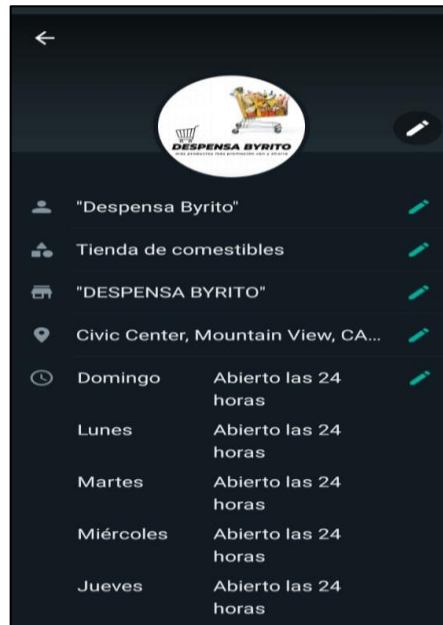 DESPENSA BYRITO
"Despensa Byrito"
Tienda de comestibles
"DESPENSA BYRITO"
Civic Center, Mountain View, CA...
Domingo Abierto las 24
horas
Lunes Abierto las 24
horas
Martes Abierto las 24
horas
Miércoles Abierto las 24
horas
Jueves Abierto las 24
horas